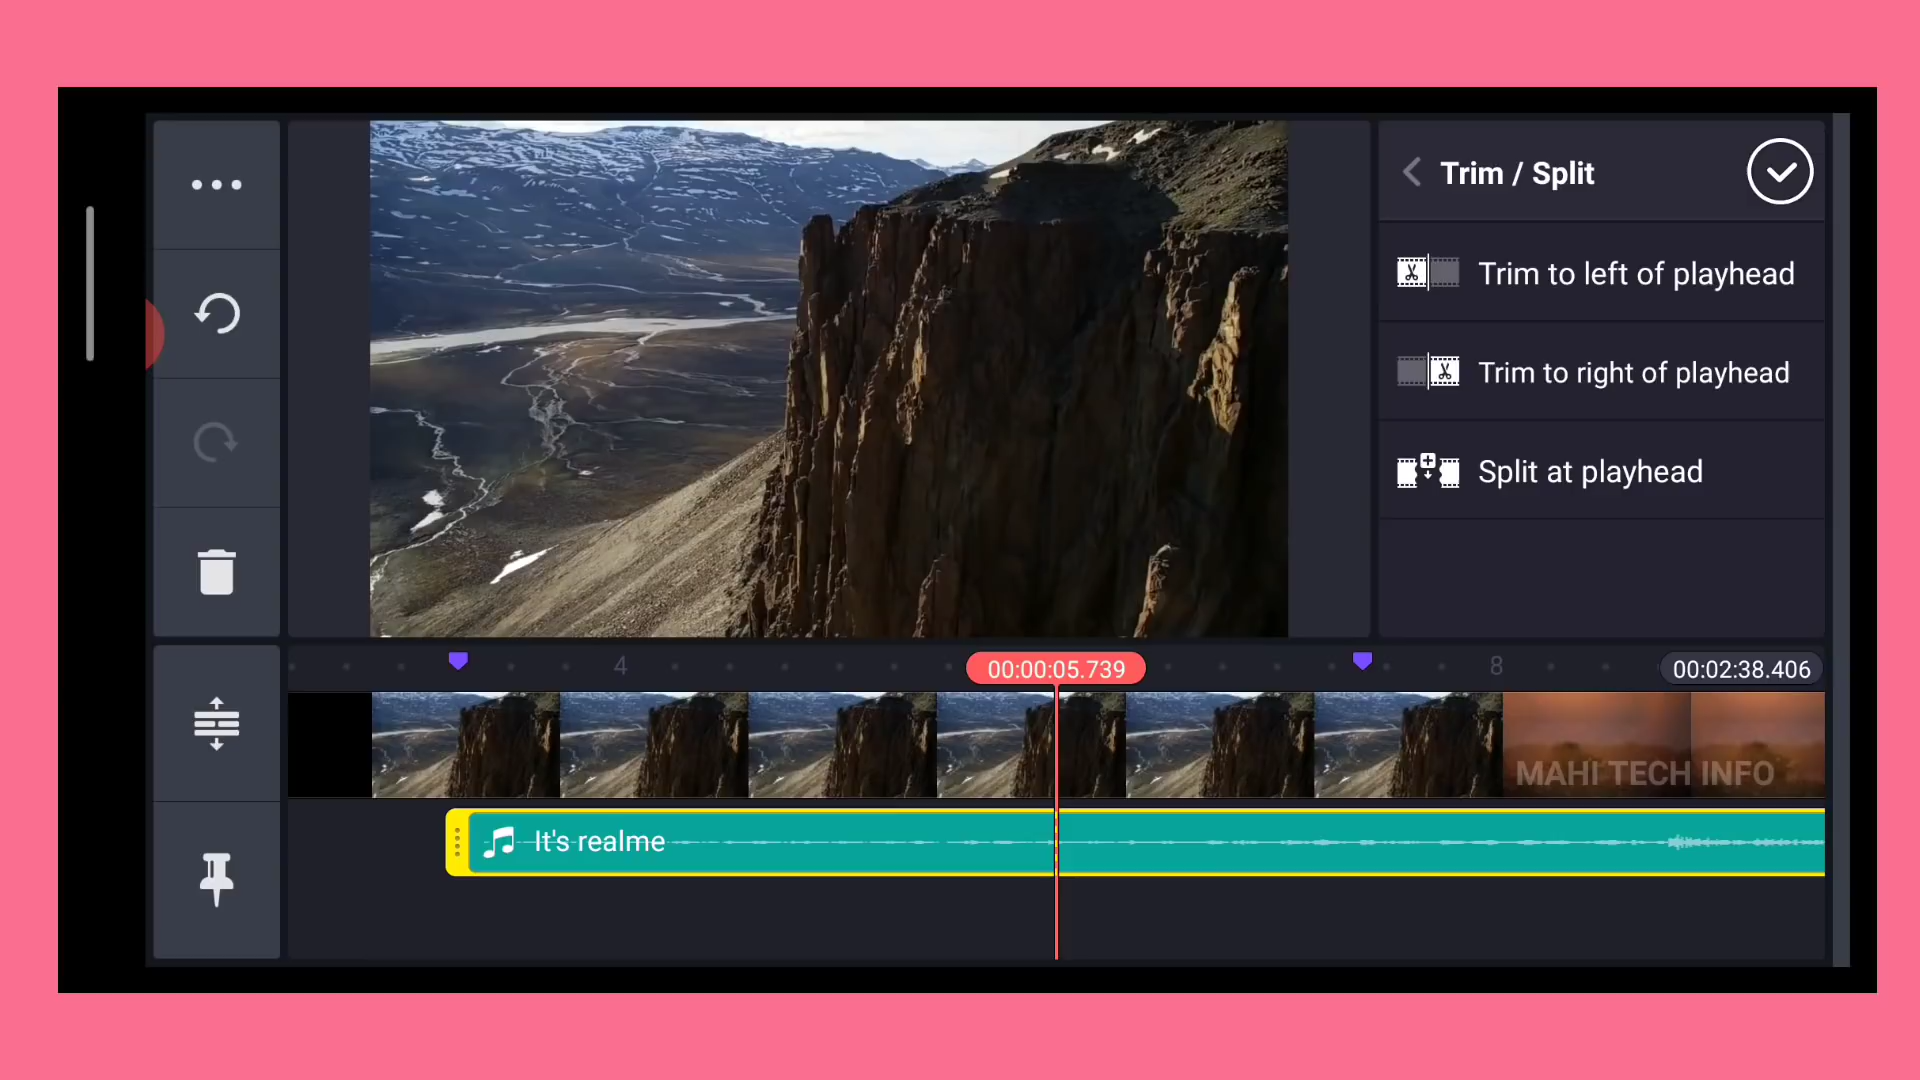 Trim / Split
Trim to left of playhead
Trim to right of playhead
Split at playhead
4
00:00:05.739
8
00:02:38.406
MAHI TECH INFO
It's realme